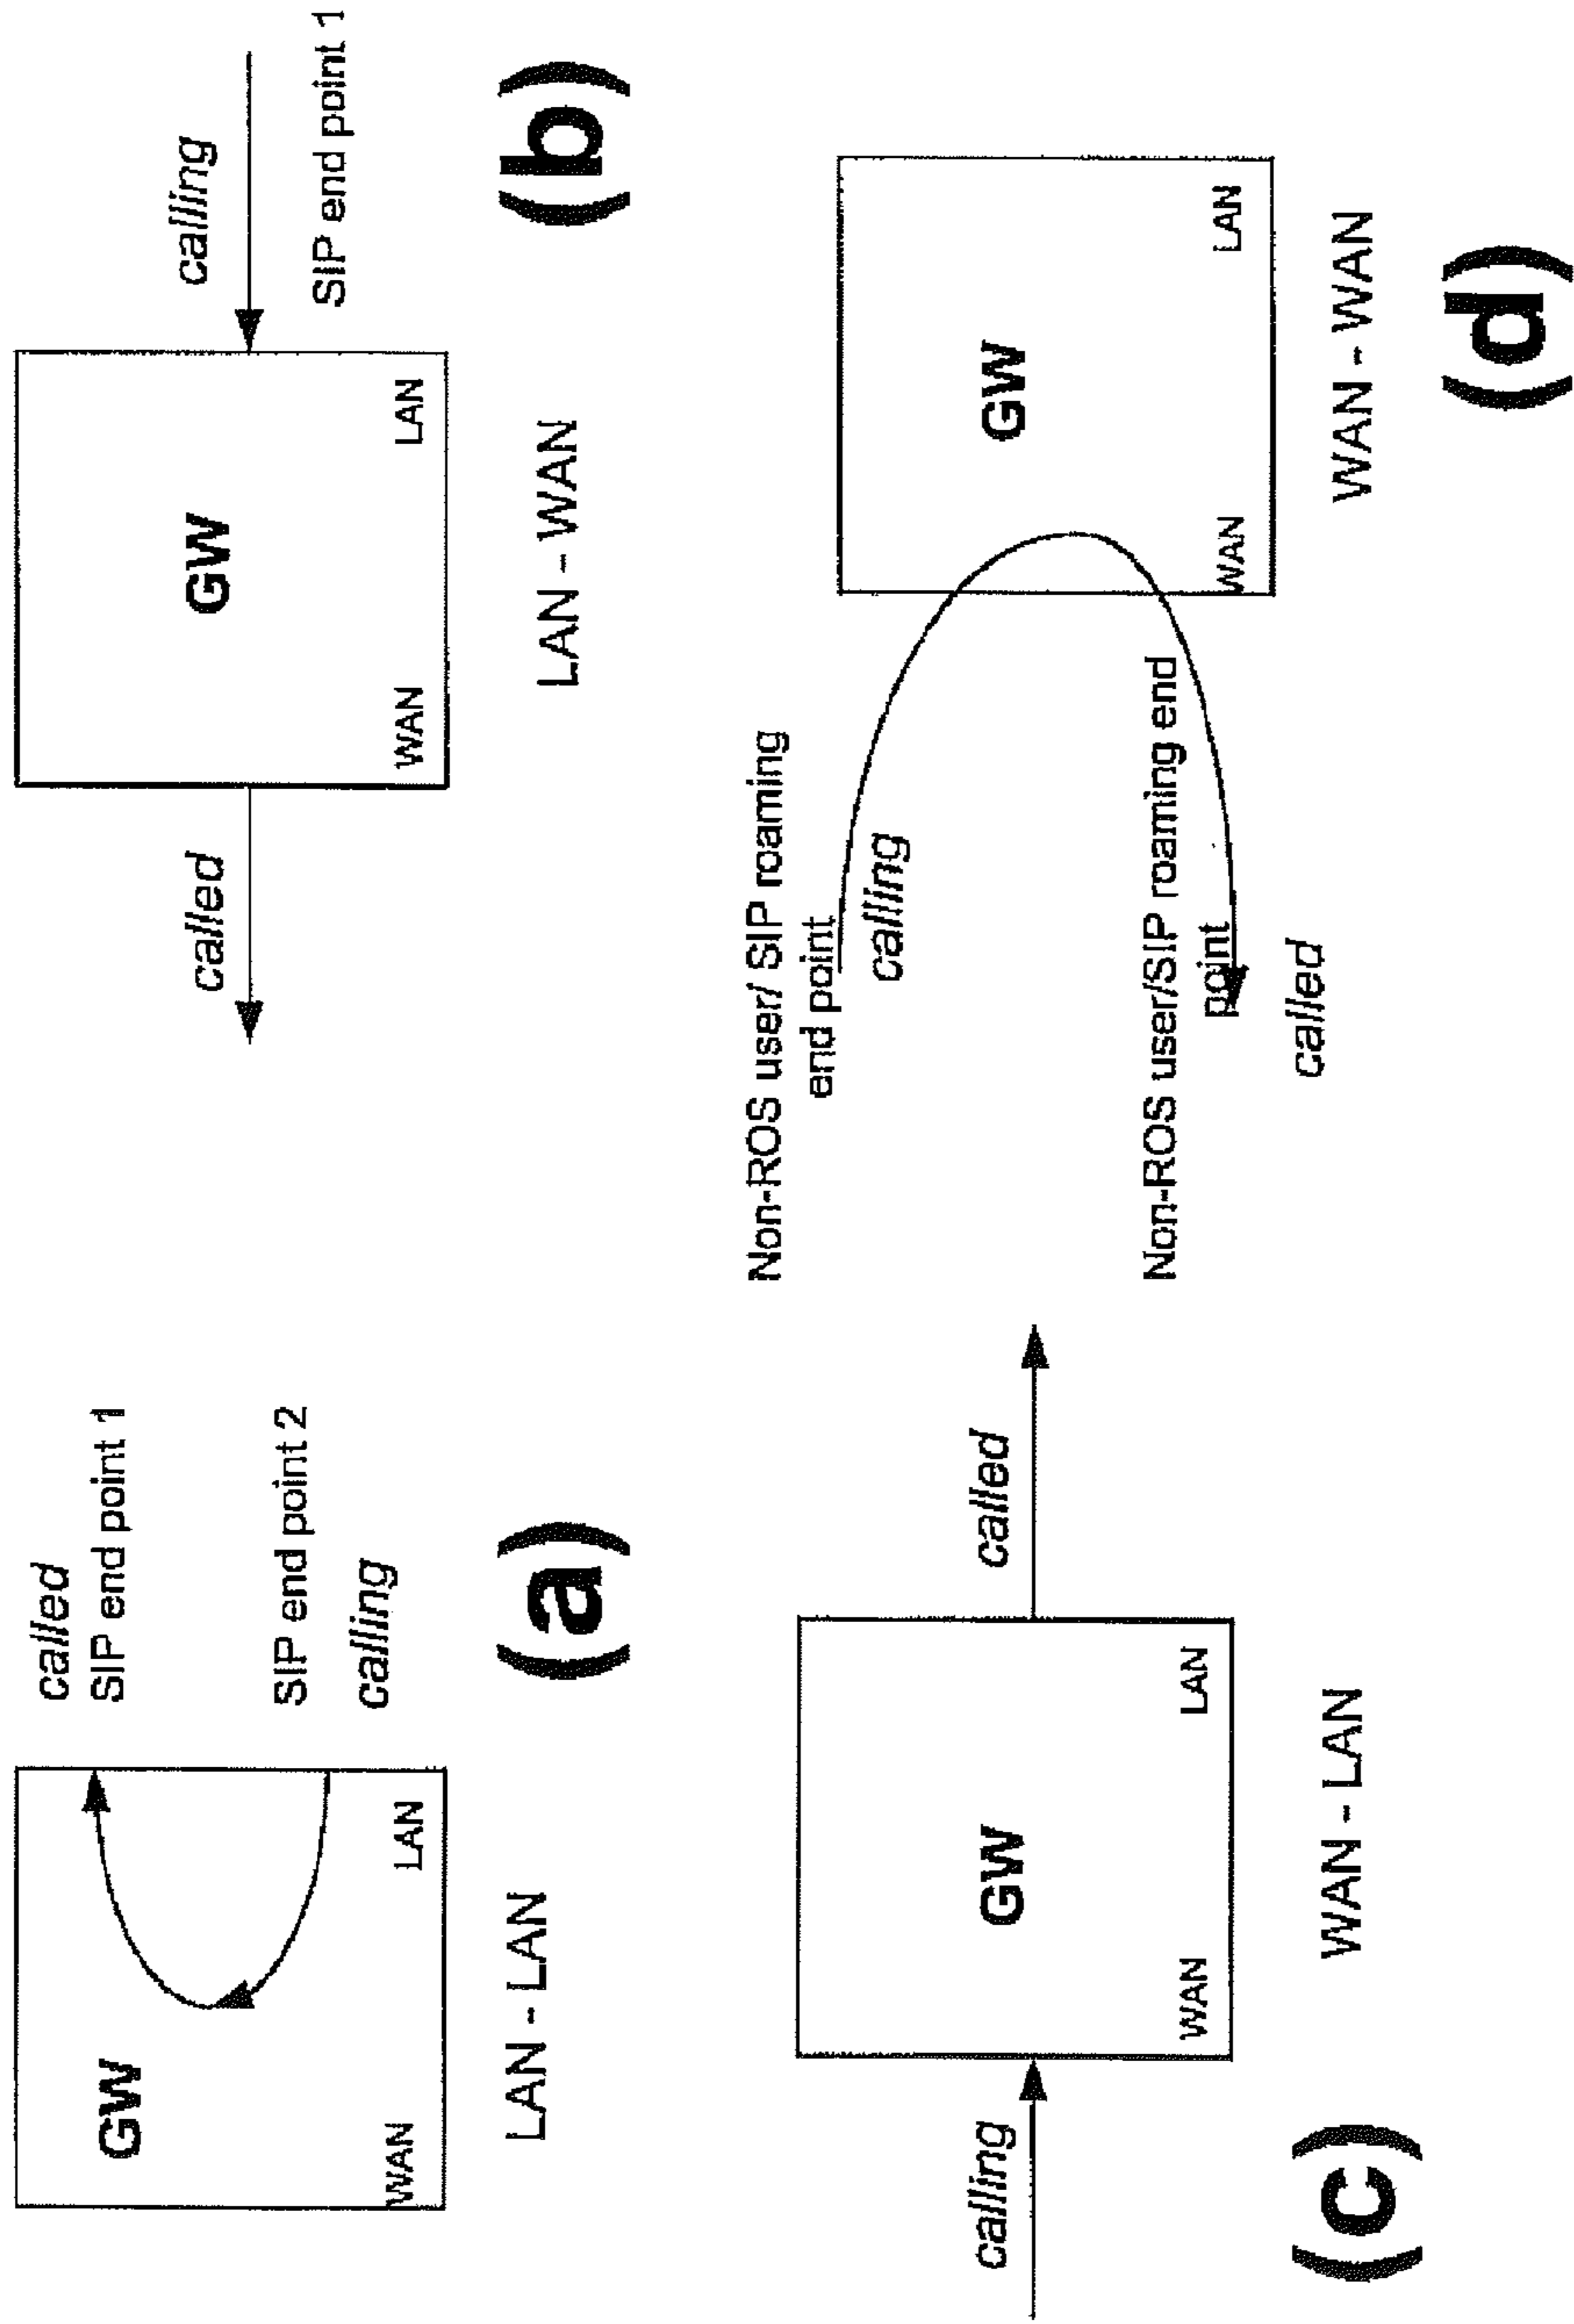 called
SIP end point 1
SIP end point 2
calling
GW
WAN
LAN
LAN - LAN
(a)
called
calling
SIP end point 1
GW
WAN
LAN
LAN - WAN
(b)
calling
called
GW
WAN
LAN
WAN - LAN
(c)
Non-ROS user/ SIP roaming
end point
calling
Non-ROS user/SIP roaming end
point
called
GW
WAN
LAN
WAN - WAN
(d)